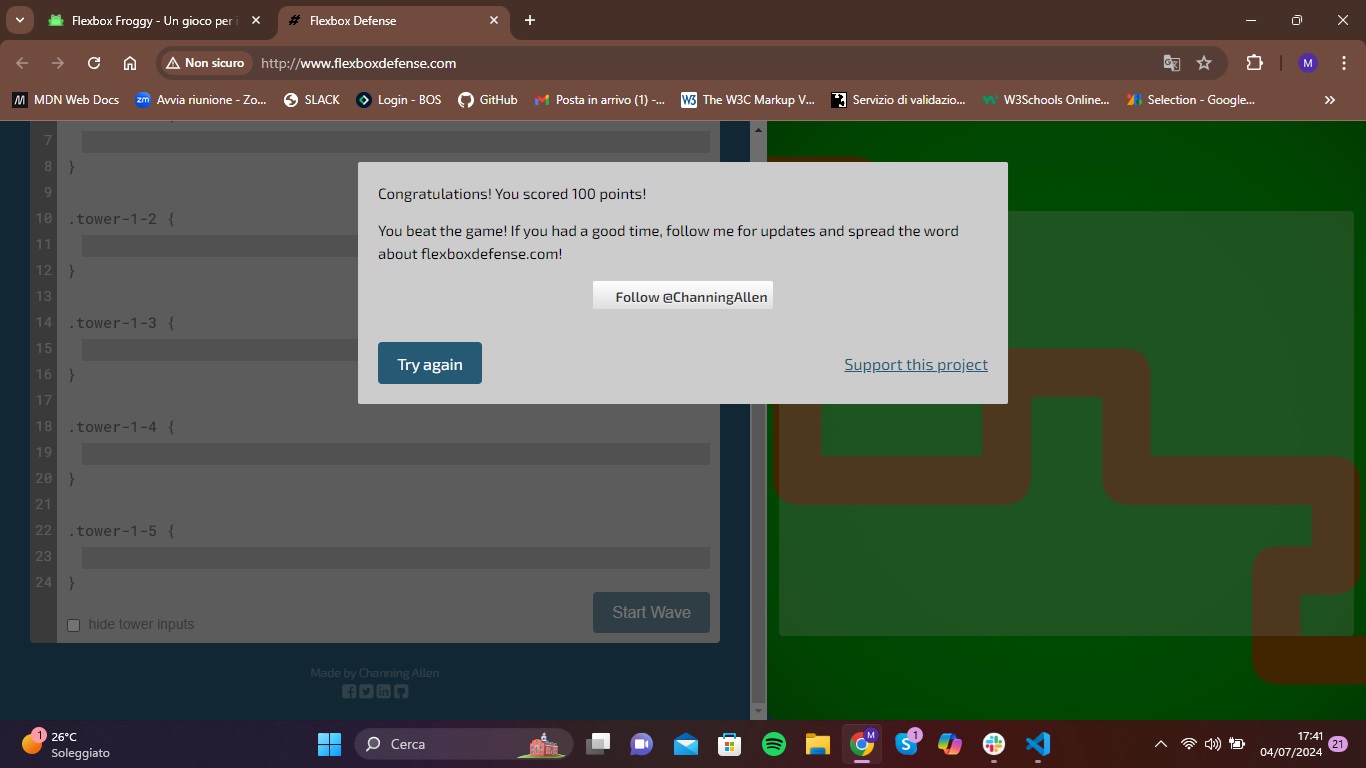 Flexbox Froggy - Un gioco per i
Flexbox Defense
Non sicuro
http://www.flexboxdefense.com
M
MDN Web Docs
Avvia riunione - Zo...
SLACK
Login - BOS
GitHub
Posta in arrivo (1) -...
The W3C Markup V...
Servizio di validazio...
W3Schools Online...
Selection - Google...
Congratulations! You scored 100 points!
You beat the game! If you had a good time, follow me for updates and spread the word
about flexboxdefense.com!
Follow @ChanningAllen
Try again
Support this project
7
8 }
9
10 .tower-1-2 {
11
12 }
13
14 .tower-1-3 {
15
16 }
17
18 .tower-1-4 {
19
20 }
21
22 .tower-1-5 {
23
24 }
hide tower inputs
Start Wave
Made by Channing Allen
1
26°C
Soleggiato
Cerca
M
1
17:41
04/07/2024
21